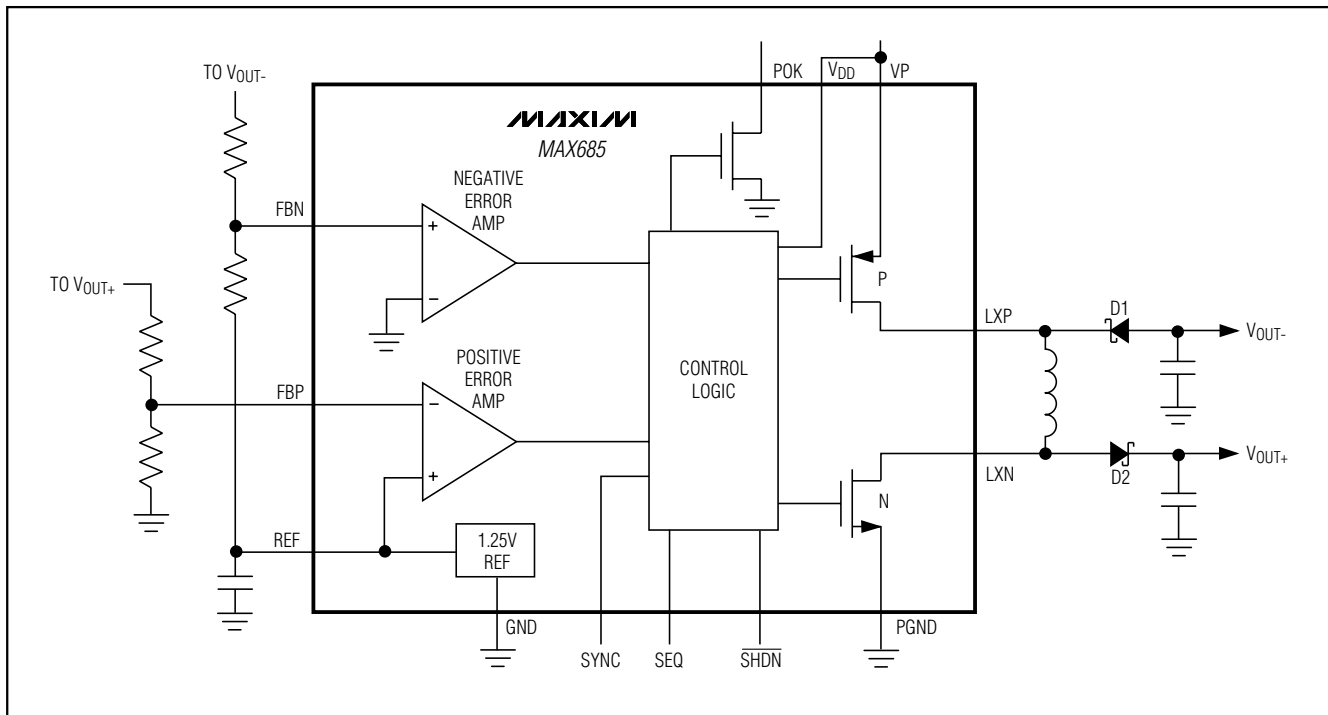 POK
V_DD
VP
TO V_OUT-
MAXIM
MAX685
NEGATIVE
ERROR
AMP
FBN
+
−
P
TO V_OUT+
LXP
D1
V_OUT-
POSITIVE
ERROR
AMP
CONTROL
LOGIC
FBP
−
+
LXN
D2
V_OUT+
N
REF
1.25V
REF
GND
SYNC
SEQ
S̅H̅D̅N̅
PGND